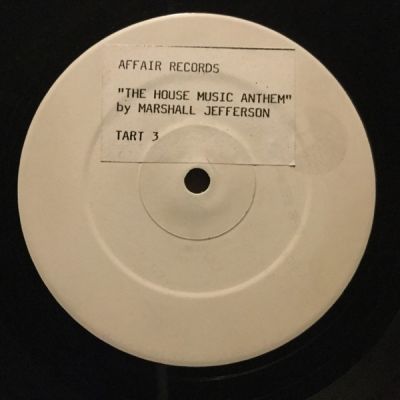 AFFAIR RECORDS
"THE HOUSE MUSIC ANTHEM"
by MARSHALL JEFFERSON
TART 3